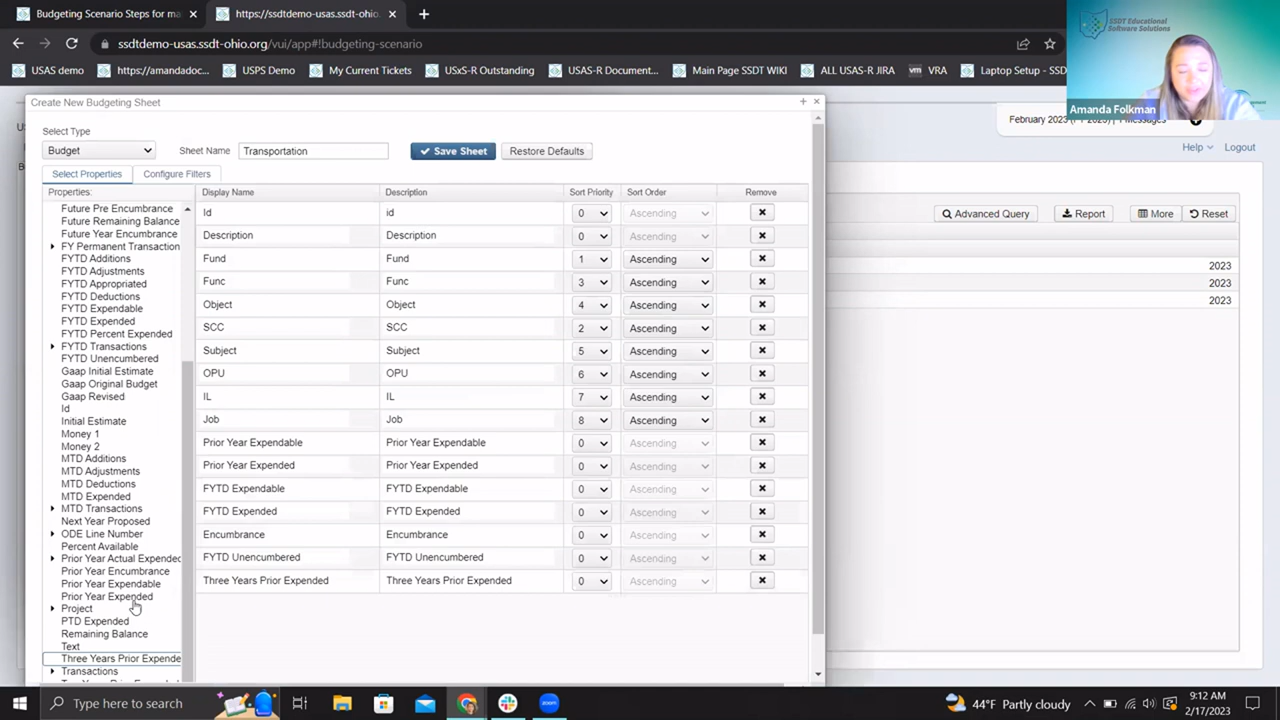 Budgeting Scenario Steps for ma
https://ssdtdemo-usas.ssdt-ohio.
ssdtdemo-usas.ssdt-ohio.org/vui/app#!budgeting-scenario
USAS demo
https://amandadoc...
USPS Demo
My Current Tickets
USxS-R Outstanding
USAS-R Document...
Main Page SSDT WIKI
ALL USAS-R JIRA
vm VRA
Laptop Setup - SSD
SSDT Educational
Software Solutions
Amanda Folkman
Create New Budgeting Sheet
February 2023
1 Messages
Help
Logout
Select Type
Budget
Sheet Name
Transportation
Save Sheet
Restore Defaults
Select Properties
Configure Filters
Properties:
Display Name
Description
Sort Priority
Sort Order
Remove
Advanced Query
Report
More
Reset
2023
2023
2023
Future Pre Encumbrance
Future Remaining Balance
Future Year Encumbrance
FY Permanent Transaction
FYTD Additions
FYTD Adjustments
FYTD Appropriated
FYTD Deductions
FYTD Expendable
FYTD Expended
FYTD Percent Expended
FYTD Transactions
FYTD Unencumbered
Gaap Initial Estimate
Gaap Original Budget
Gaap Revised
Id
Initial Estimate
Money 1
Money 2
MTD Additions
MTD Adjustments
MTD Deductions
MTD Expended
MTD Transactions
Next Year Proposed
ODE Line Number
Percent Available
Prior Year Actual Expended
Prior Year Encumbrance
Prior Year Expendable
Prior Year Expended
Project
PTD Expended
Remaining Balance
Text
Three Years Prior Expende
Transactions
Id id 0 Ascending
Description Description 0 Ascending
Fund Fund 1 Ascending
Func Func 3 Ascending
Object Object 4 Ascending
SCC SCC 2 Ascending
Subject Subject 5 Ascending
OPU OPU 6 Ascending
IL IL 7 Ascending
Job Job 8 Ascending
Prior Year Expendable Prior Year Expendable 0 Ascending
Prior Year Expended Prior Year Expended 0 Ascending
FYTD Expendable FYTD Expendable 0 Ascending
FYTD Expended FYTD Expended 0 Ascending
Encumbrance Encumbrance 0 Ascending
FYTD Unencumbered FYTD Unencumbered 0 Ascending
Three Years Prior Expended Three Years Prior Expended 0 Ascending
Type here to search
44°F Partly cloudy
9:12 AM
2/17/2023